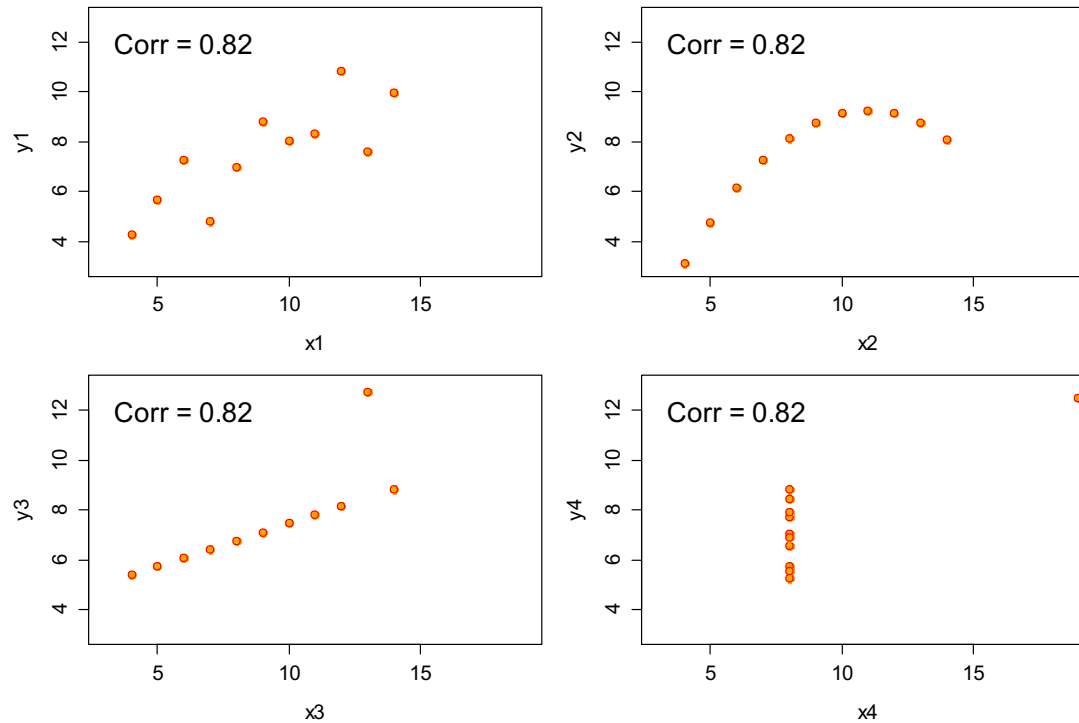 Corr = 0.82
y1
4 6 8 10 12
5 10 15
x1
Corr = 0.82
y2
4 6 8 10 12
5 10 15
x2
Corr = 0.82
y3
4 6 8 10 12
5 10 15
x3
Corr = 0.82
y4
4 6 8 10 12
5 10 15
x4